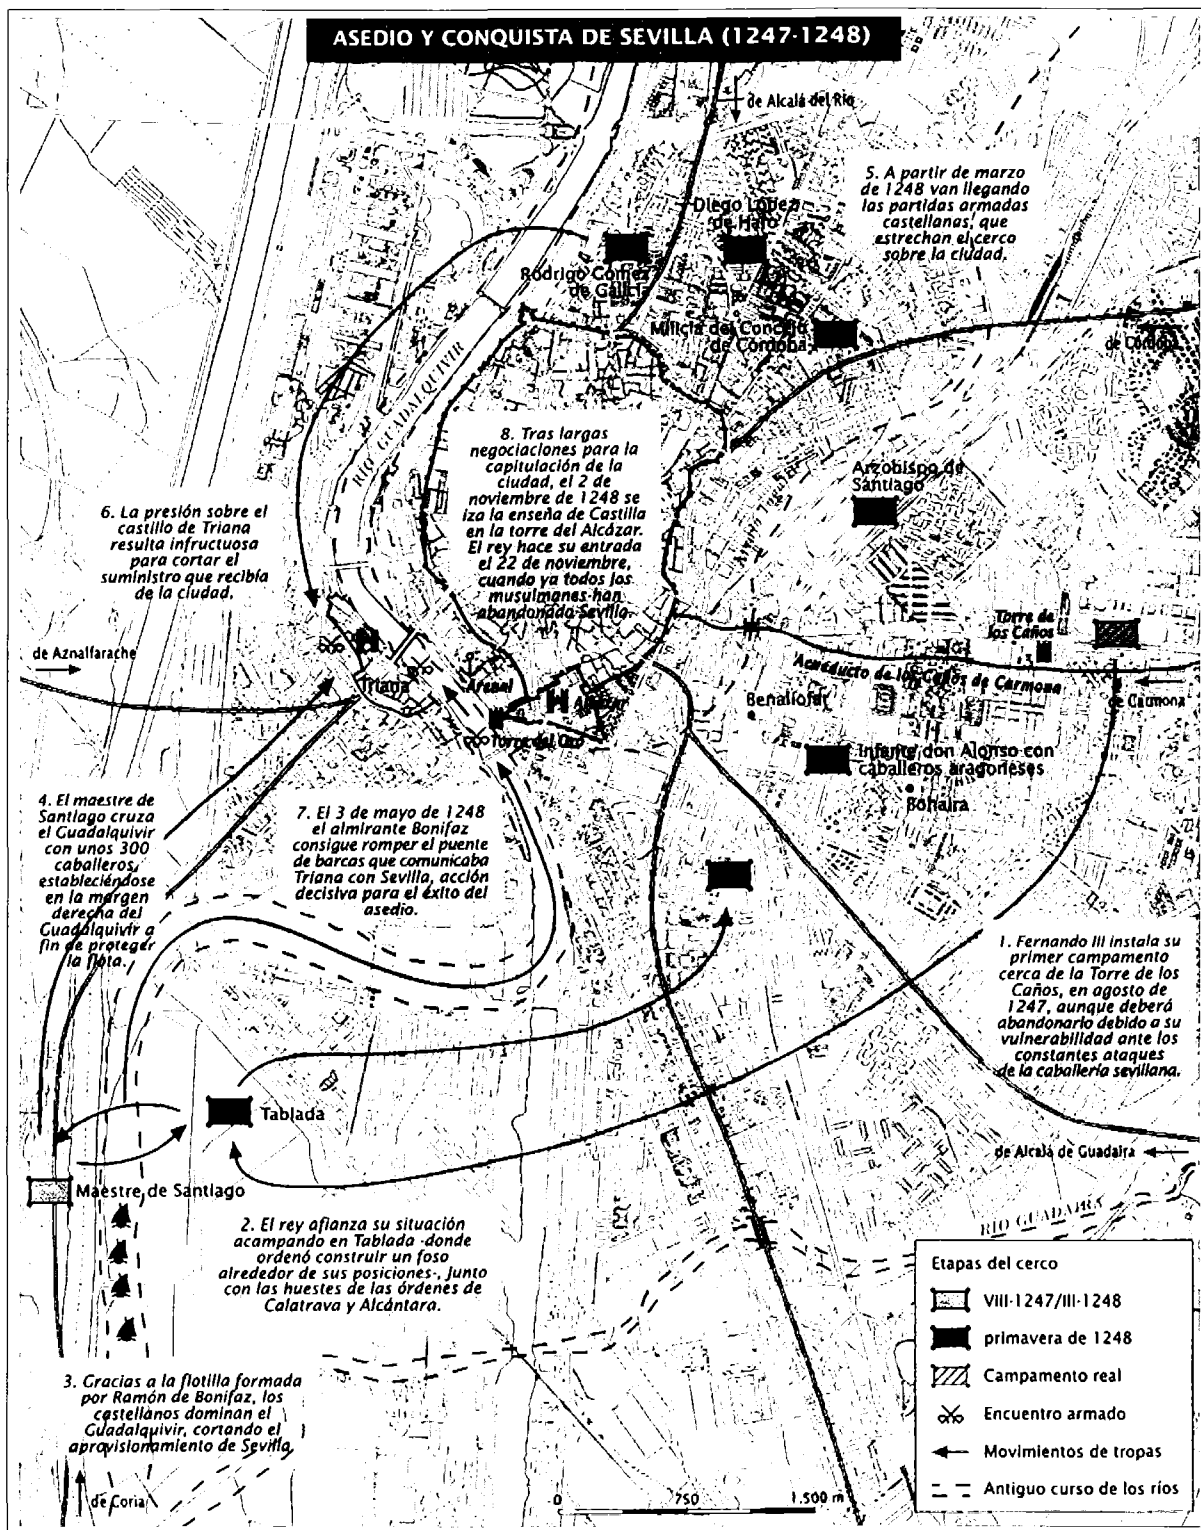 ASEDIO Y CONQUISTA DE SEVILLA (1247-1248)
de Alcalá del Río
5. A partir de marzo
de 1248 van llegando
las partidas armadas
castellanas, que
estrechan el cerco
sobre la ciudad.
Diego López
de Haro
Rodrigo Gómez
de Galicia
Milicia del Concejo
de Córdoba
de Córdoba
RÍO GUADALQUIVIR
8. Tras largas
negociaciones para la
capitulación de la
ciudad, el 2 de
noviembre de 1248 se
iza la enseña de Castilla
en la torre del Alcázar.
El rey hace su entrada
el 22 de noviembre,
cuando ya todos los
musulmanes han
abandonado Sevilla.
Arzobispo de
Santiago
6. La presión sobre el
castillo de Triana
resulta infructuosa
para cortar el
suministro que recibía
de la ciudad.
Arroyo
Torre de
los Caños
de Aznalfarache
Acueducto de los Caños de Carmona
Triana
Arenal
Alcázar
Benaliofar
de Carmona
Torre del Oro
Infante don Alonso con
caballeros aragoneses
Bohaira
4. El maestre de
Santiago cruza
el Guadalquivir
con unos 300
caballeros,
estableciéndose
en la margen
derecha del
Guadalquivir a
fin de proteger
la flota.
7. El 3 de mayo de 1248
el almirante Bonifaz
consigue romper el puente
de barcas que comunicaba
Triana con Sevilla, acción
decisiva para el éxito del
asedio.
1. Fernando III instala su
primer campamento
cerca de la Torre de los
Caños, en agosto de
1247, aunque deberá
abandonarlo debido a su
vulnerabilidad ante los
constantes ataques
de la caballería sevillana.
Tablada
de Alcalá de Guadaira
Maestre de Santiago
RÍO GUADAIRA
2. El rey afianza su situación
acampando en Tablada -donde
ordenó construir un foso
alrededor de sus posiciones-, junto
con las huestes de las órdenes de
Calatrava y Alcántara.
3. Gracias a la flotilla formada
por Ramón de Bonifaz, los
castellanos dominan el
Guadalquivir, cortando el
aprovisionamiento de Sevilla.
de Coria
0 750 1.500 m
Etapas del cerco
VIII-1247/III-1248
primavera de 1248
Campamento real
Encuentro armado
Movimientos de tropas
Antiguo curso de los ríos